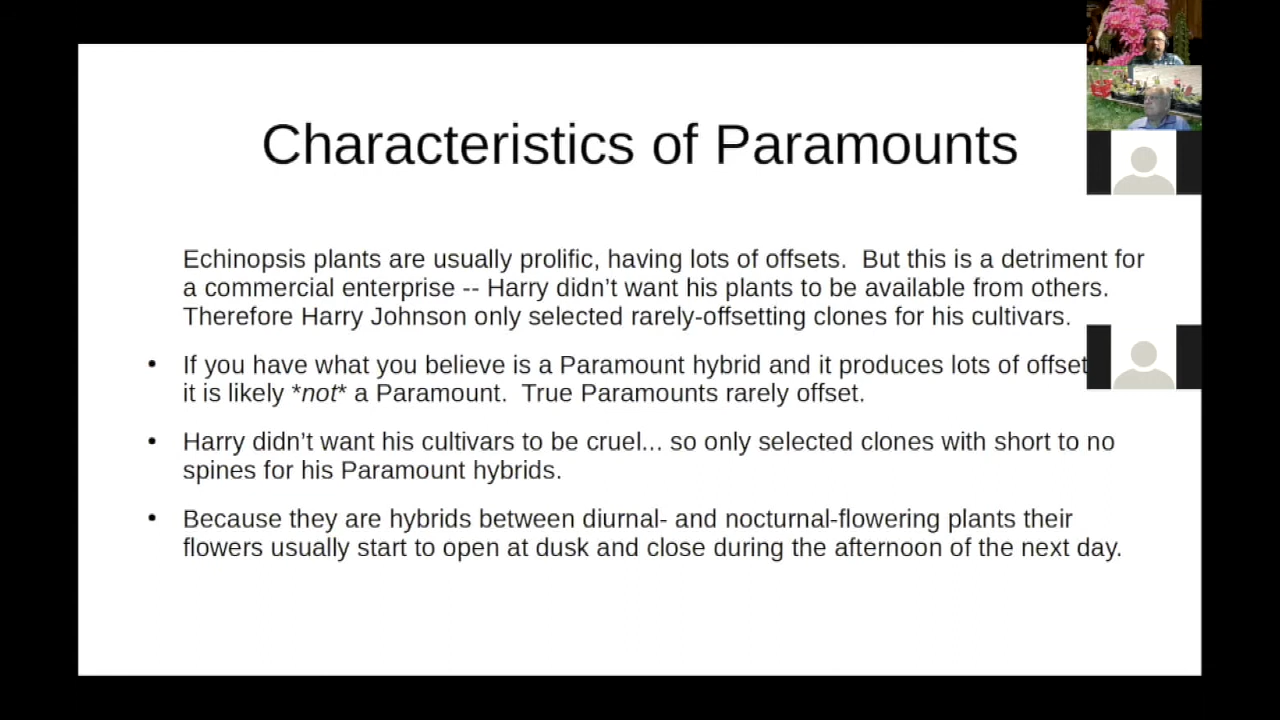 Characteristics of Paramounts
Echinopsis plants are usually prolific, having lots of offsets.  But this is a detriment for
a commercial enterprise -- Harry didn’t want his plants to be available from others.
Therefore Harry Johnson only selected rarely-offsetting clones for his cultivars.
• If you have what you believe is a Paramount hybrid and it produces lots of offset
it is likely *not* a Paramount.  True Paramounts rarely offset.
• Harry didn’t want his cultivars to be cruel... so only selected clones with short to no
spines for his Paramount hybrids.
• Because they are hybrids between diurnal- and nocturnal-flowering plants their
flowers usually start to open at dusk and close during the afternoon of the next day.